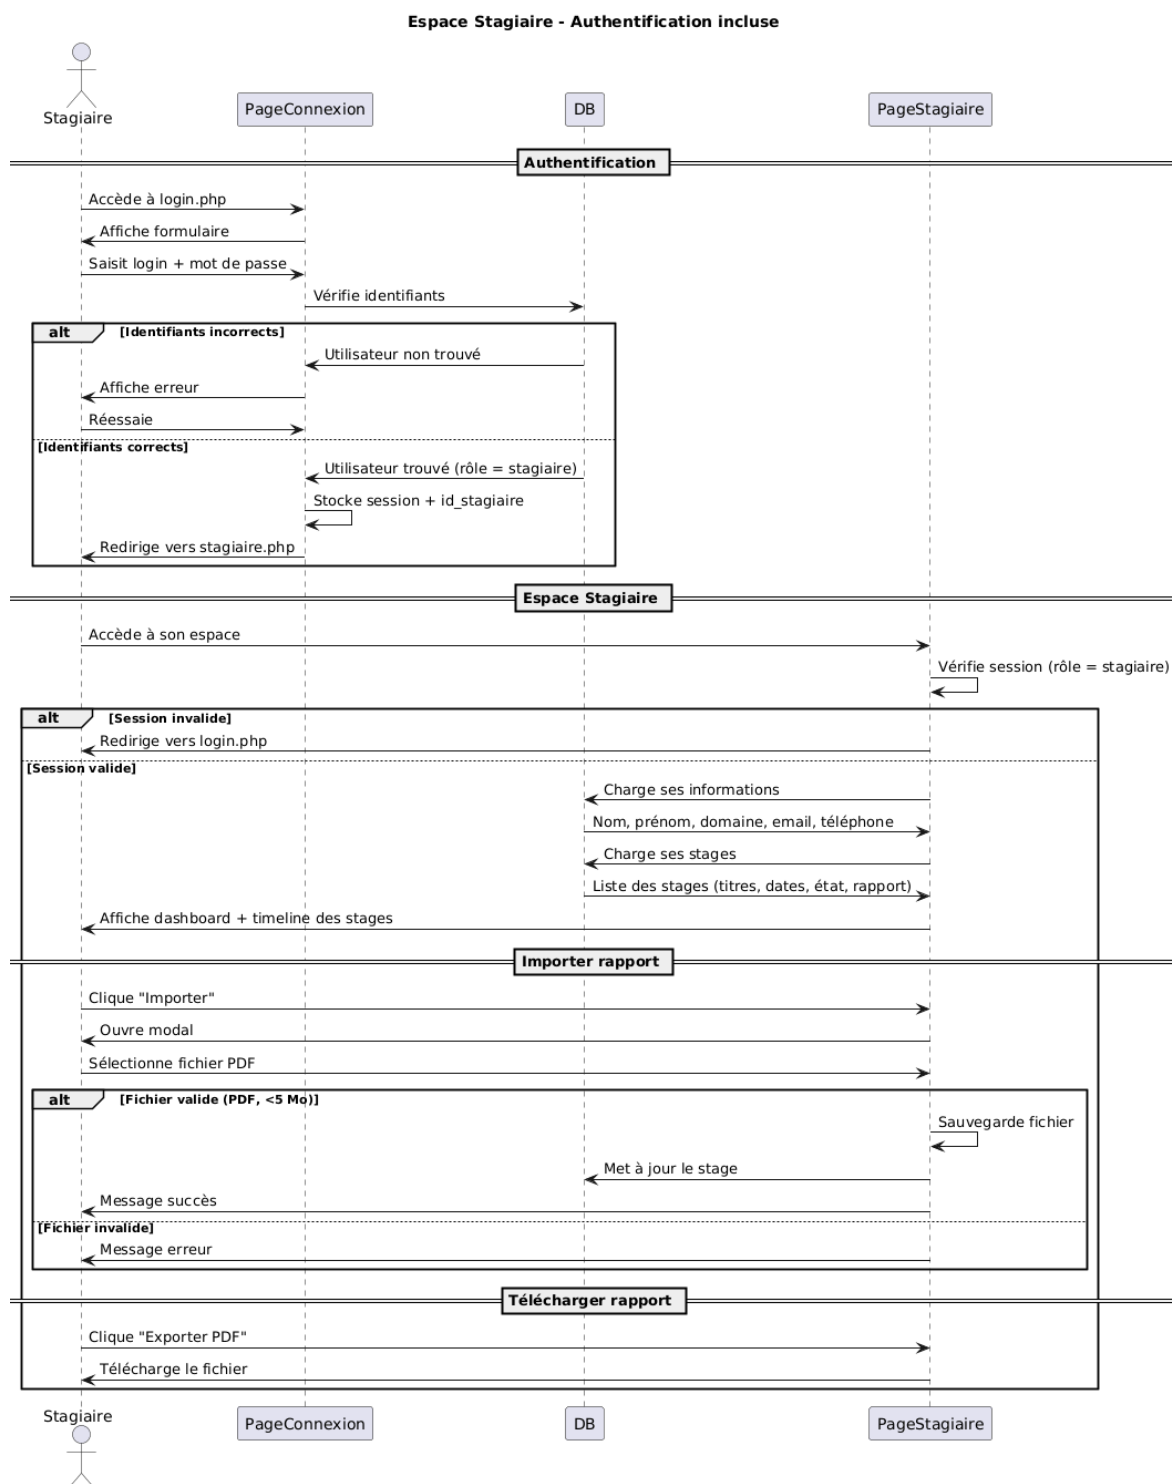 Espace Stagiaire - Authentification incluse
Stagiaire
PageConnexion
DB
PageStagiaire
Authentification
Accède à login.php
Affiche formulaire
Saisit login + mot de passe
Vérifie identifiants
alt
[Identifiants incorrects]
Utilisateur non trouvé
Affiche erreur
Réessaie
[Identifiants corrects]
Utilisateur trouvé (rôle = stagiaire)
Stocke session + id_stagiaire
Redirige vers stagiaire.php
Espace Stagiaire
Accède à son espace
Vérifie session (rôle = stagiaire)
alt
[Session invalide]
Redirige vers login.php
[Session valide]
Charge ses informations
Nom, prénom, domaine, email, téléphone
Charge ses stages
Liste des stages (titres, dates, état, rapport)
Affiche dashboard + timeline des stages
Importer rapport
Clique "Importer"
Ouvre modal
Sélectionne fichier PDF
alt
[Fichier valide (PDF, <5 Mo)]
Sauvegarde fichier
Met à jour le stage
Message succès
[Fichier invalide]
Message erreur
Télécharger rapport
Clique "Exporter PDF"
Télécharge le fichier
Stagiaire
PageConnexion
DB
PageStagiaire